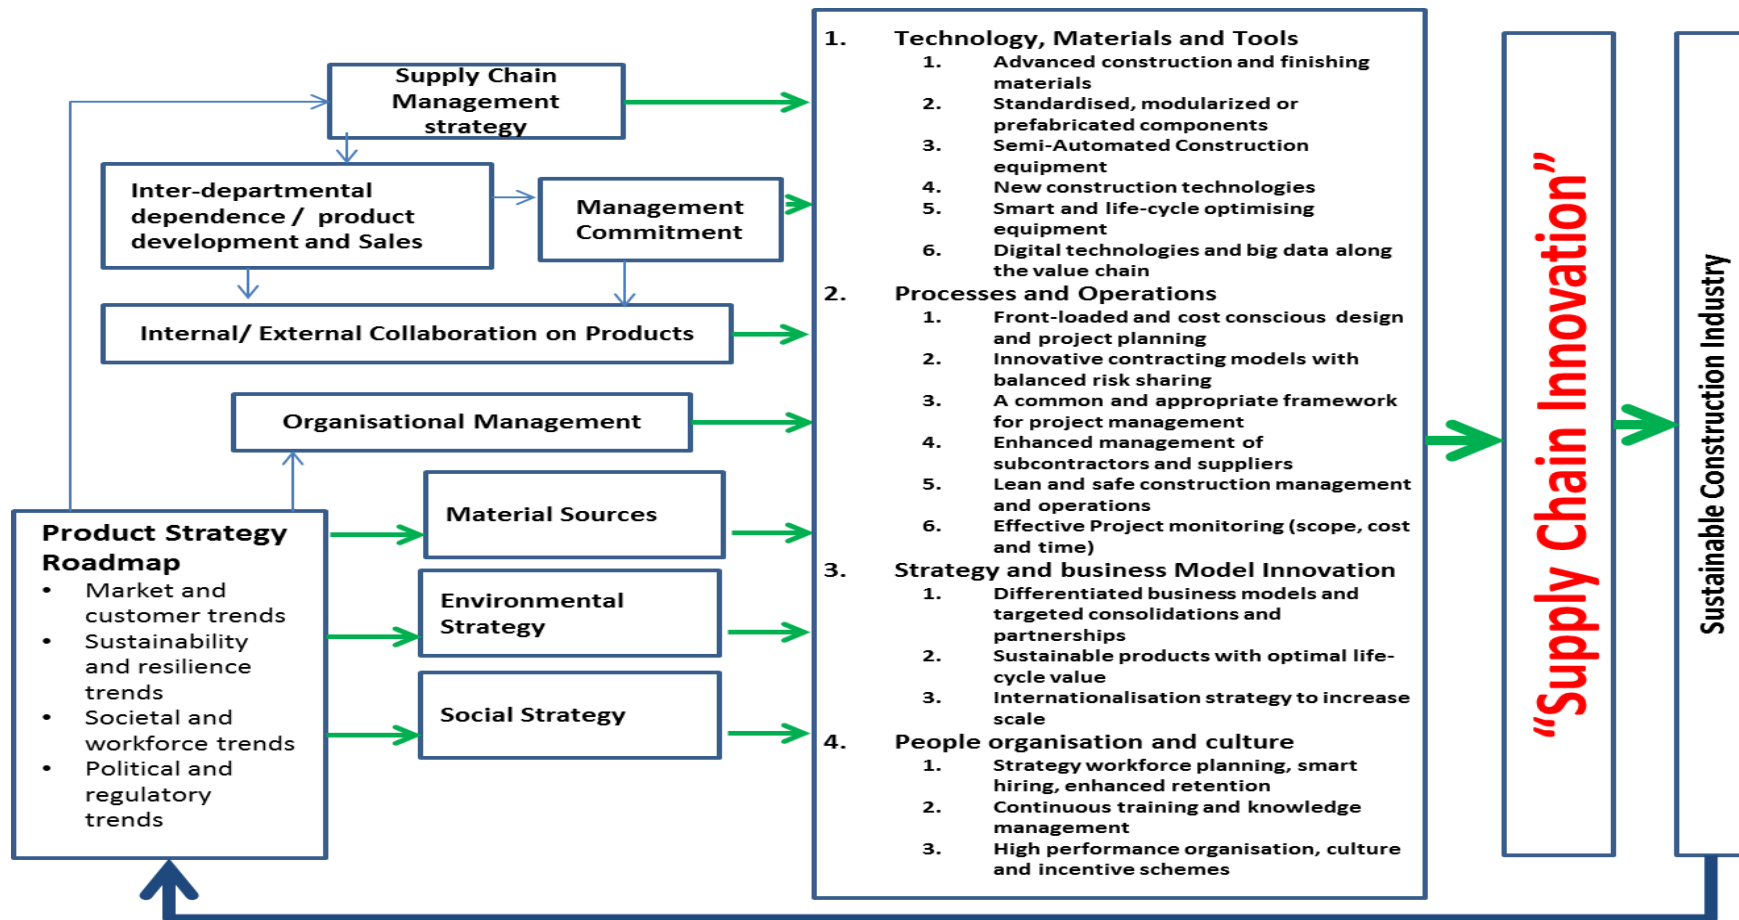 Supply Chain
Management
strategy
Inter-departmental
dependence / product
development and Sales
Management
Commitment
Internal/ External Collaboration on Products
Organisational Management
Product Strategy
Roadmap
• Market and
customer trends
• Sustainability
and resilience
trends
• Societal and
workforce trends
• Political and
regulatory
trends
Material Sources
Environmental
Strategy
Social Strategy
1. Technology, Materials and Tools
1. Advanced construction and finishing
materials
2. Standardised, modularized or
prefabricated components
3. Semi-Automated Construction
equipment
4. New construction technologies
5. Smart and life-cycle optimising
equipment
6. Digital technologies and big data along
the value chain
2. Processes and Operations
1. Front-loaded and cost conscious design
and project planning
2. Innovative contracting models with
balanced risk sharing
3. A common and appropriate framework
for project management
4. Enhanced management of
subcontractors and suppliers
5. Lean and safe construction management
and operations
6. Effective Project monitoring (scope, cost
and time)
3. Strategy and business Model Innovation
1. Differentiated business models and
targeted consolidations and
partnerships
2. Sustainable products with optimal life-
cycle value
3. Internationalisation strategy to increase
scale
4. People organisation and culture
1. Strategy workforce planning, smart
hiring, enhanced retention
2. Continuous training and knowledge
management
3. High performance organisation, culture
and incentive schemes
“Supply Chain Innovation”
Sustainable Construction Industry